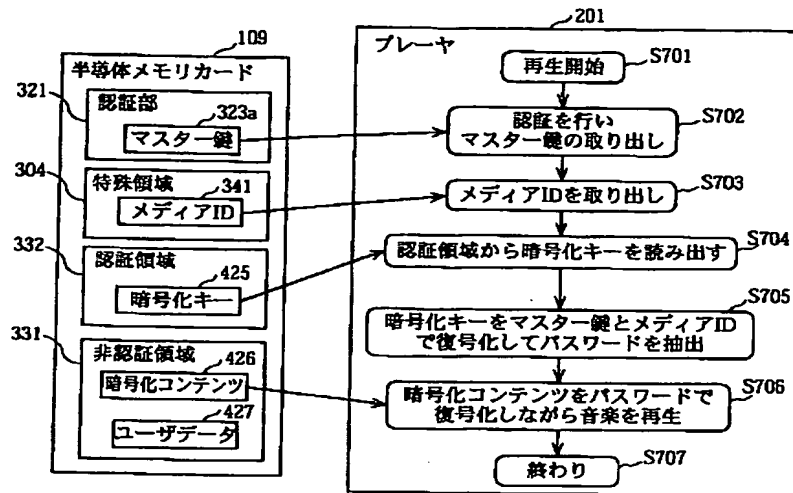 109
半導体メモリカード
321
認証部
323a
マスター鍵
304
特殊領域
341
メディアID
332
認証領域
425
暗号化キー
331
非認証領域
426
暗号化コンテンツ
427
ユーザデータ
201
プレーヤ
再生開始
S701
認証を行い
マスター鍵の取り出し
S702
メディアIDを取り出し
S703
認証領域から暗号化キーを読み出す
S704
暗号化キーをマスター鍵とメディアID
で復号化してパスワードを抽出
S705
暗号化コンテンツをパスワードで
復号化しながら音楽を再生
S706
終わり
S707